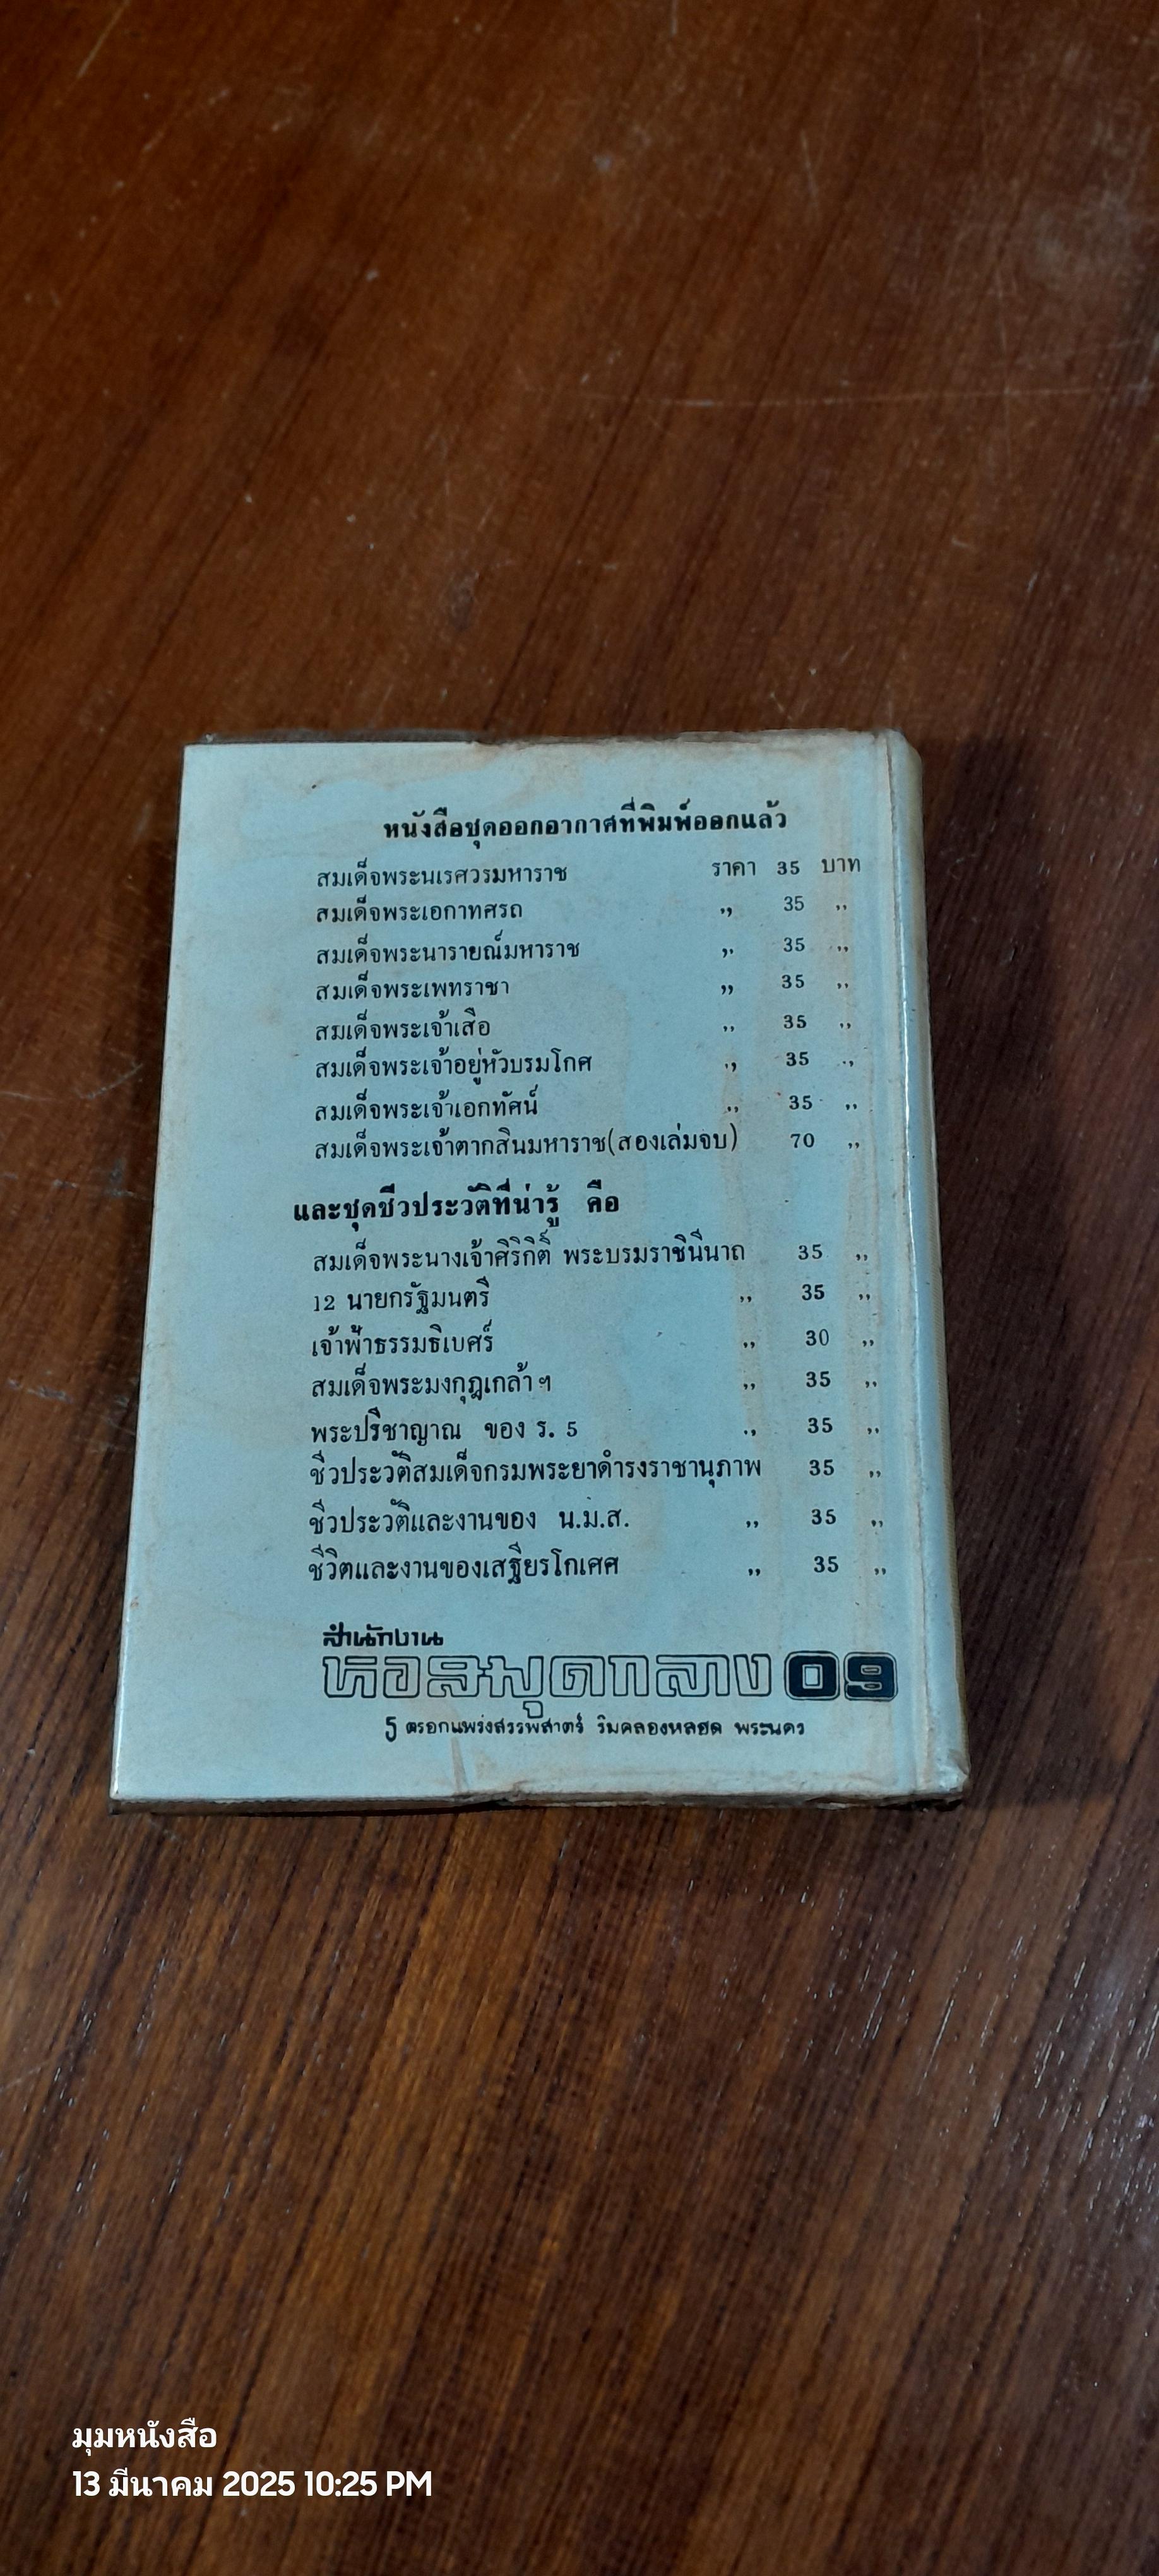 หนังสือชุดออกอากาศที่พิมพ์ออกแล้ว
สมเด็จพระนเรศวรมหาราช ราคา 35 บาท
สมเด็จพระเอกาทศรถ ,, 35 ,,
สมเด็จพระนารายณ์มหาราช ,, 35 ,,
สมเด็จพระเพทราชา ,, 35 ,,
สมเด็จพระเจ้าเสือ ,, 35 ,,
สมเด็จพระเจ้าอยู่หัวบรมโกศ ,, 35 ,,
สมเด็จพระเจ้าเอกทัศน์ ,, 35 ,,
สมเด็จพระเจ้าตากสินมหาราช(สองเล่มจบ) 70 ,,
และชุดชีวประวัติที่น่ารู้ คือ
สมเด็จพระนางเจ้าศิริกิติ์ พระบรมราชินีนาถ 35 ,,
12 นายกรัฐมนตรี ,, 35 ,,
เจ้าฟ้าธรรมธิเบศร์ ,, 30 ,,
สมเด็จพระมงกุฎเกล้าฯ ,, 35 ,,
พระปรีชาญาณ ของ ร. 5 ,, 35 ,,
ชีวประวัติสมเด็จกรมพระยาดำรงราชานุภาพ 35 ,,
ชีวประวัติและงานของ น.ม.ส. ,, 35 ,,
ชีวิตและงานของเสฐียรโกเศศ ,, 35 ,,
สำนักงาน
หอสมุดกลาง 09
5 ตรอกแพร่งสรรพสาตร์ ริมคลองหลอด พระนคร
มุมหนังสือ
13 มีนาคม 2025 10:25 PM